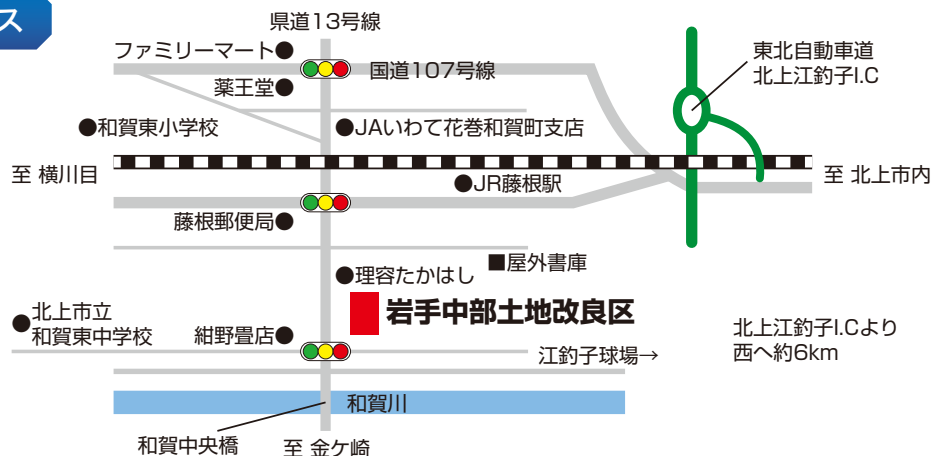 ス
県道13号線
ファミリーマート●
国道107号線
薬王堂●
東北自動車道
北上江釣子I.C
●和賀東小学校
●JAいわて花巻和賀町支店
至 横川目
●JR藤根駅
至 北上市内
藤根郵便局●
■屋外書庫
●理容たかはし
岩手中部土地改良区
●北上市立
和賀東中学校
紺野畳店●
江釣子球場→
北上江釣子I.Cより
西へ約6km
和賀川
和賀中央橋
至 金ケ崎